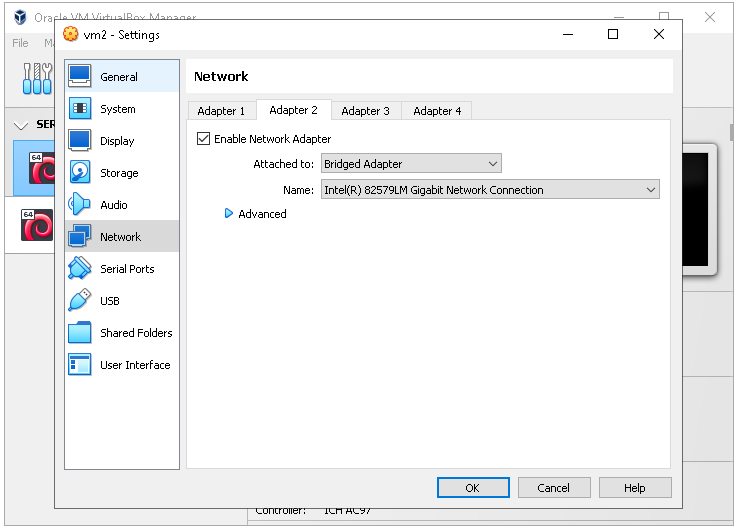 Oracle VM VirtualBox Manager
File
vm2 - Settings
SER
64
64
General
System
Display
Storage
Audio
Network
Serial Ports
USB
Shared Folders
User Interface
Network
Adapter 1 Adapter 2 Adapter 3 Adapter 4
Enable Network Adapter
Attached to: Bridged Adapter
Name: Intel(R) 82579LM Gigabit Network Connection
Advanced
OK Cancel Help
Controller: ICH AC97